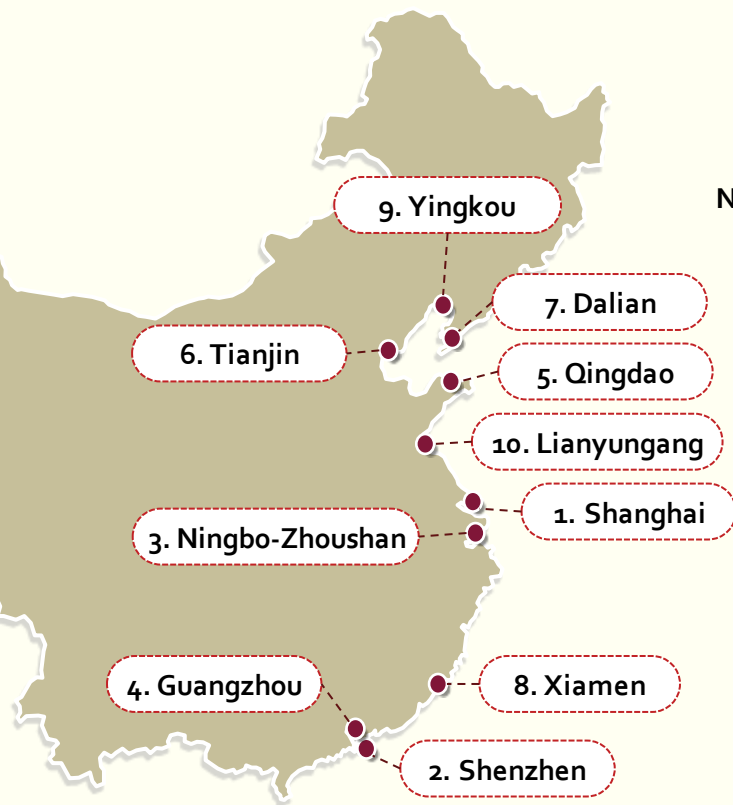 9. Yingkou
N
7. Dalian
6. Tianjin
5. Qingdao
10. Lianyungang
1. Shanghai
3. Ningbo-Zhoushan
4. Guangzhou
8. Xiamen
2. Shenzhen